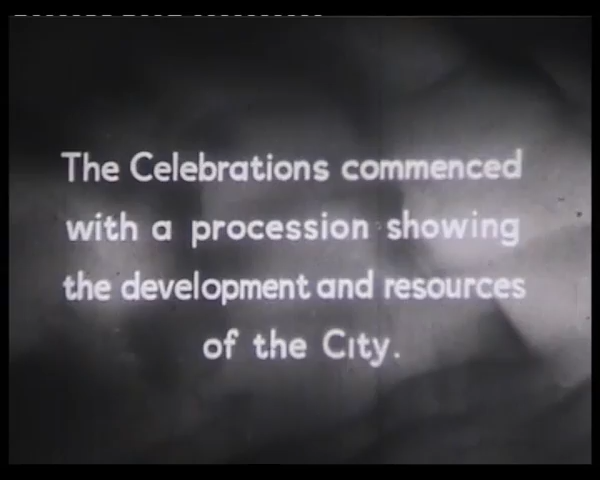 The Celebrations commenced
with a procession showing
the development and resources
of the City.